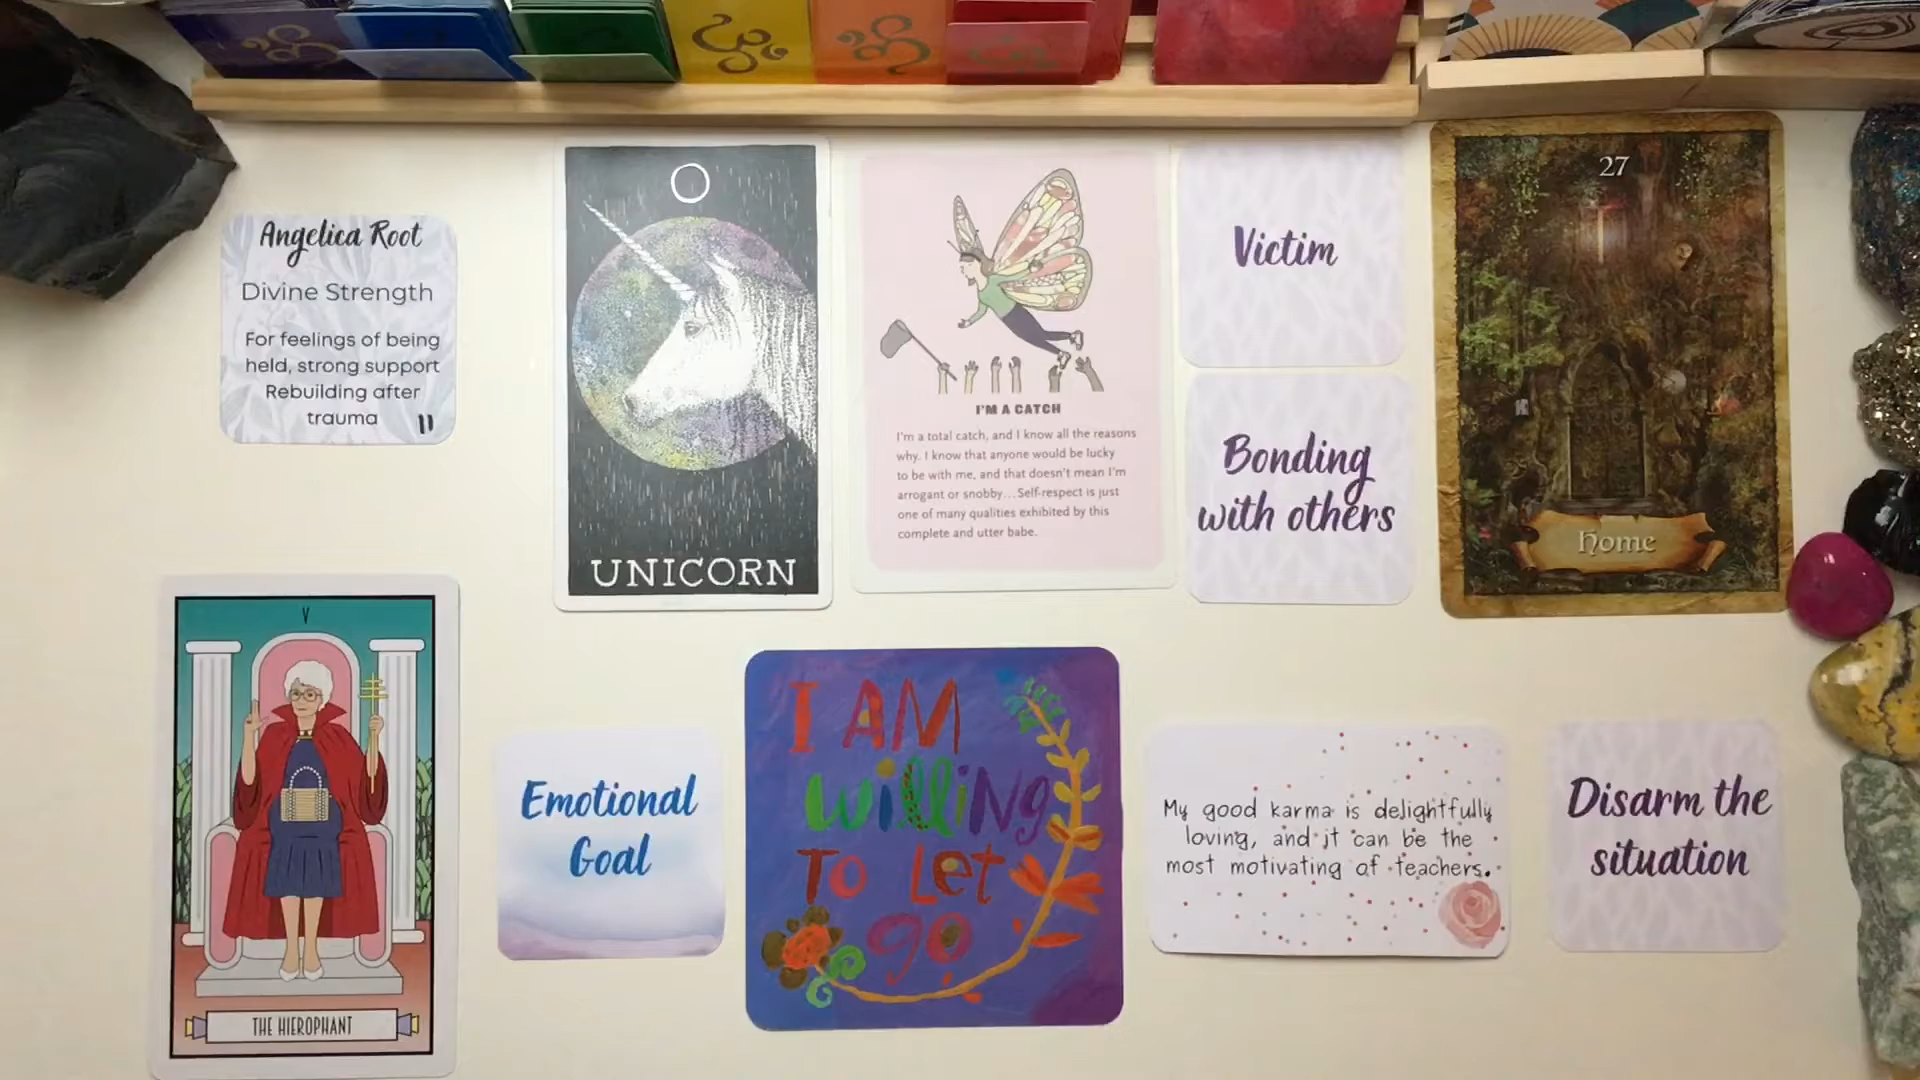 Angelica Root
Divine Strength
For feelings of being
held, strong support
Rebuilding after
trauma
11
UNICORN
I'M A CATCH
I'm a total catch, and I know all the reasons
why. I know that anyone would be lucky
to be with me, and that doesn't mean I'm
arrogant or snobby...Self-respect is just
one of many qualities exhibited by this
complete and utter babe.
Victim
Bonding
with others
27
Home
V
THE HIEROPHANT
Emotional
Goal
I AM
willing
To Let
go
My good karma is delightfully
loving, and it can be the
most motivating of teachers.
Disarm the
situation